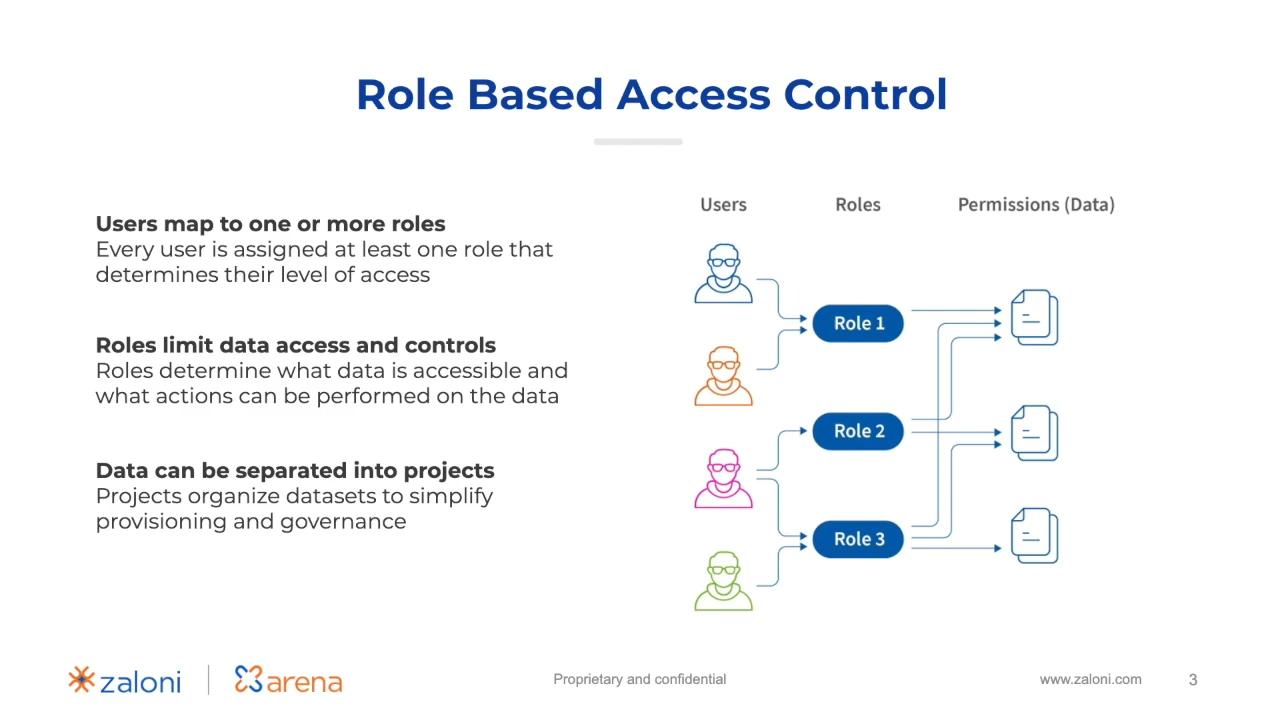 Role Based Access Control
Users map to one or more roles
Every user is assigned at least one role that
determines their level of access
Roles limit data access and controls
Roles determine what data is accessible and
what actions can be performed on the data
Data can be separated into projects
Projects organize datasets to simplify
provisioning and governance
Users Roles Permissions (Data)
Role 1
Role 2
Role 3
zaloni arena Proprietary and confidential www.zaloni.com 3